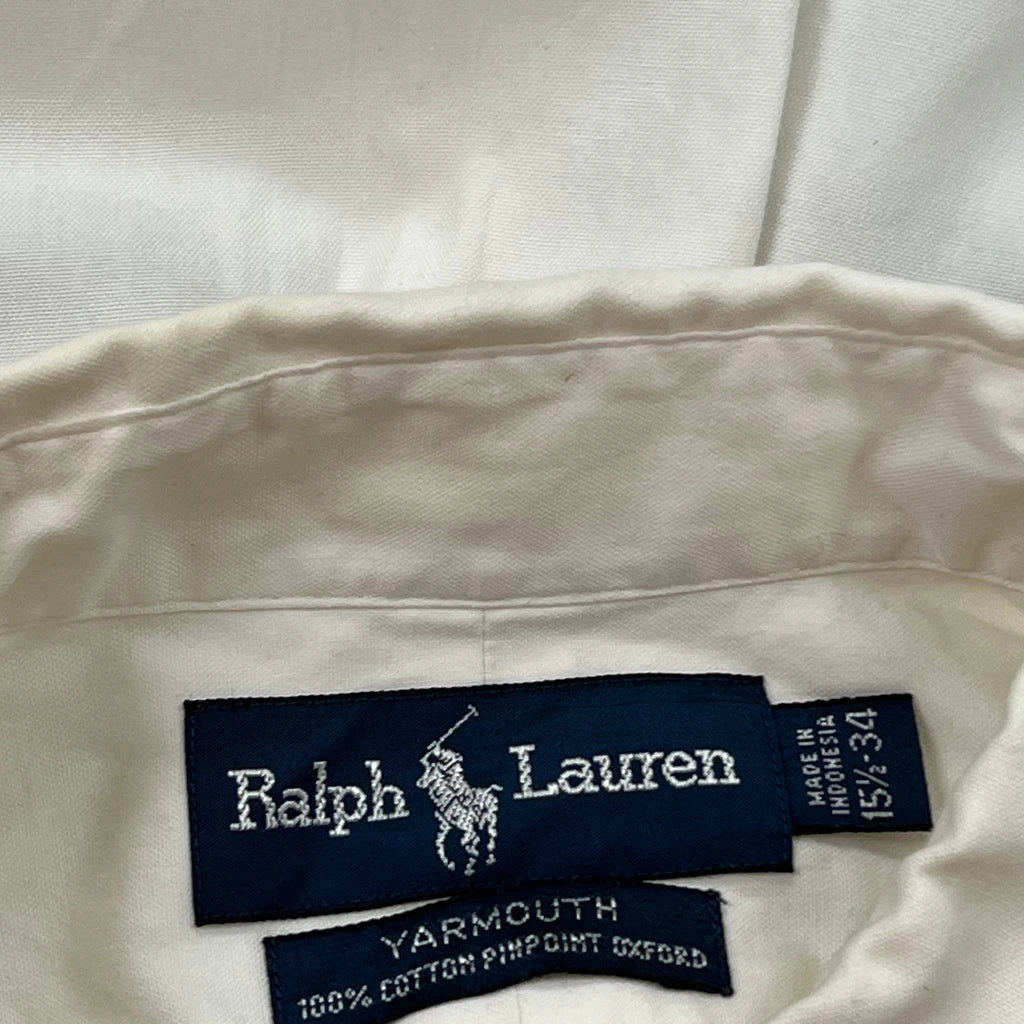 Ralph Lauren
MADE IN
INDONESIA
15½-34
YARMOUTH
100% COTTON PINPOINT OXFORD